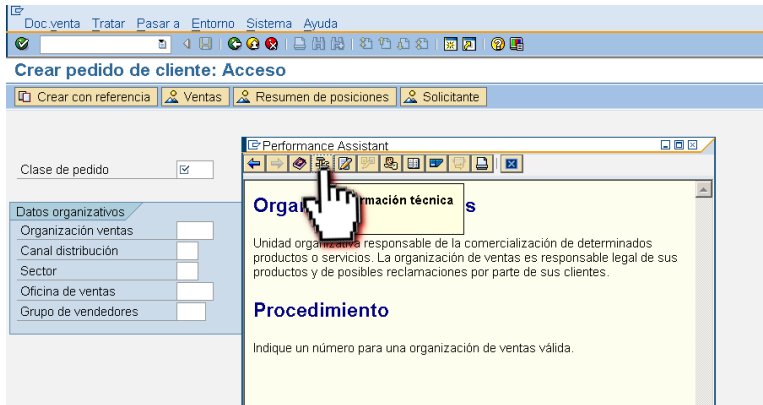 Doc.venta Tratar Pasar a Entorno Sistema Ayuda
Crear pedido de cliente: Acceso
Crear con referencia Ventas Resumen de posiciones Solicitante
Performance Assistant
Clase de pedido
Datos organizativos
Organización ventas
Canal distribución
Sector
Oficina de ventas
Grupo de vendedores
rmación técnica
Unidad organizativa responsable de la comercialización de determinados
productos o servicios. La organización de ventas es responsable legal de sus
productos y de posibles reclamaciones por parte de sus clientes.
Procedimiento
Indique un número para una organización de ventas válida.